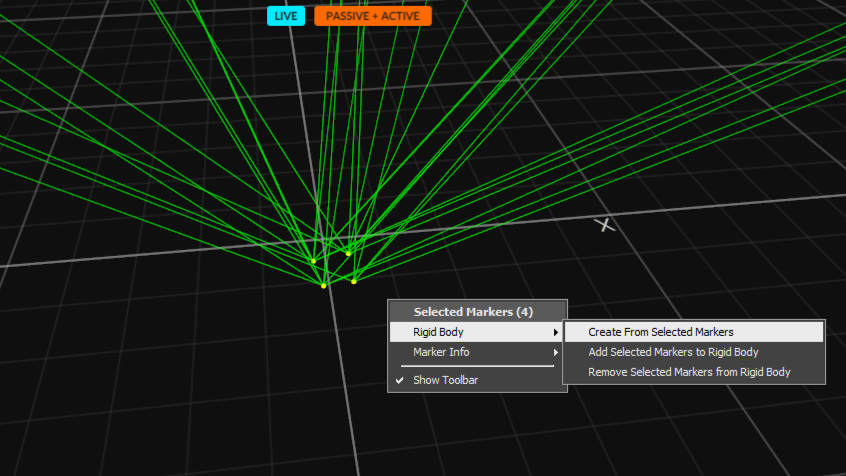 LIVE
PASSIVE + ACTIVE
X
Selected Markers (4)
Rigid Body
Marker Info
Show Toolbar
Create From Selected Markers
Add Selected Markers to Rigid Body
Remove Selected Markers from Rigid Body